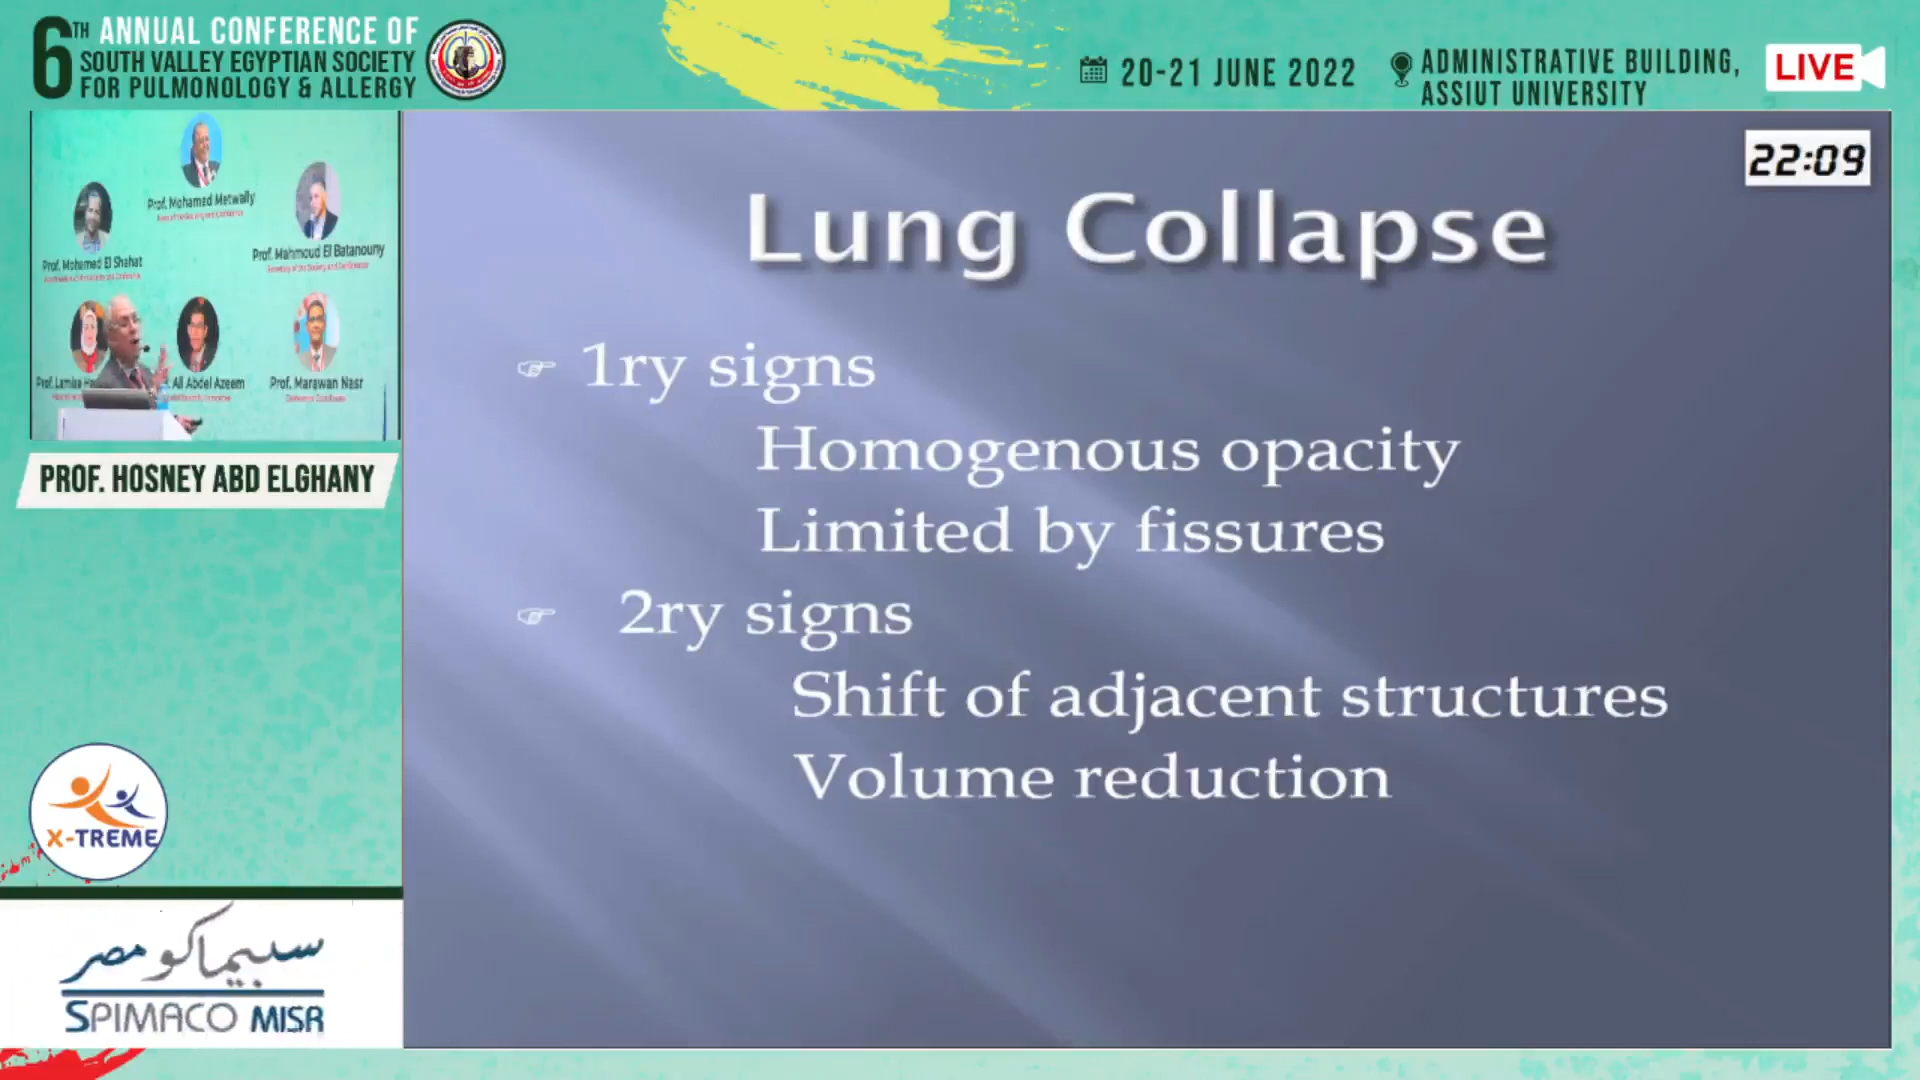 6TH ANNUAL CONFERENCE OF
SOUTH VALLEY EGYPTIAN SOCIETY
FOR PULMONOLOGY & ALLERGY
20-21 JUNE 2022
ADMINISTRATIVE BUILDING,
ASSIUT UNIVERSITY
LIVE
22:09
Prof. Mohamed Metwally
Prof. Mohamed El Shahat
Prof. Mahmoud El Batanouny
Prof. Lamiaa
Ali Abdel Azeem
Prof. Marawan Nasr
PROF. HOSNEY ABD ELGHANY
Lung Collapse
☞ 1ry signs
Homogenous opacity
Limited by fissures
☞ 2ry signs
Shift of adjacent structures
Volume reduction
X-TREME
سبيماكو مصر
SPIMACO MISR